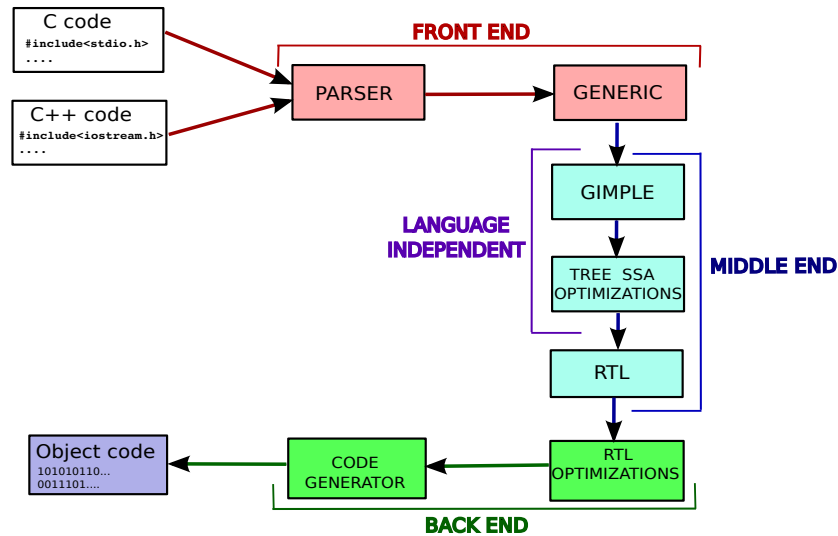 C code
#include<stdio.h>
....
FRONT END
PARSER
GENERIC
C++ code
#include<iostream.h>
....
GIMPLE
LANGUAGE
INDEPENDENT
MIDDLE END
TREE SSA
OPTIMIZATIONS
RTL
Object code
101010110...
0011101....
CODE
GENERATOR
RTL
OPTIMIZATIONS
BACK END